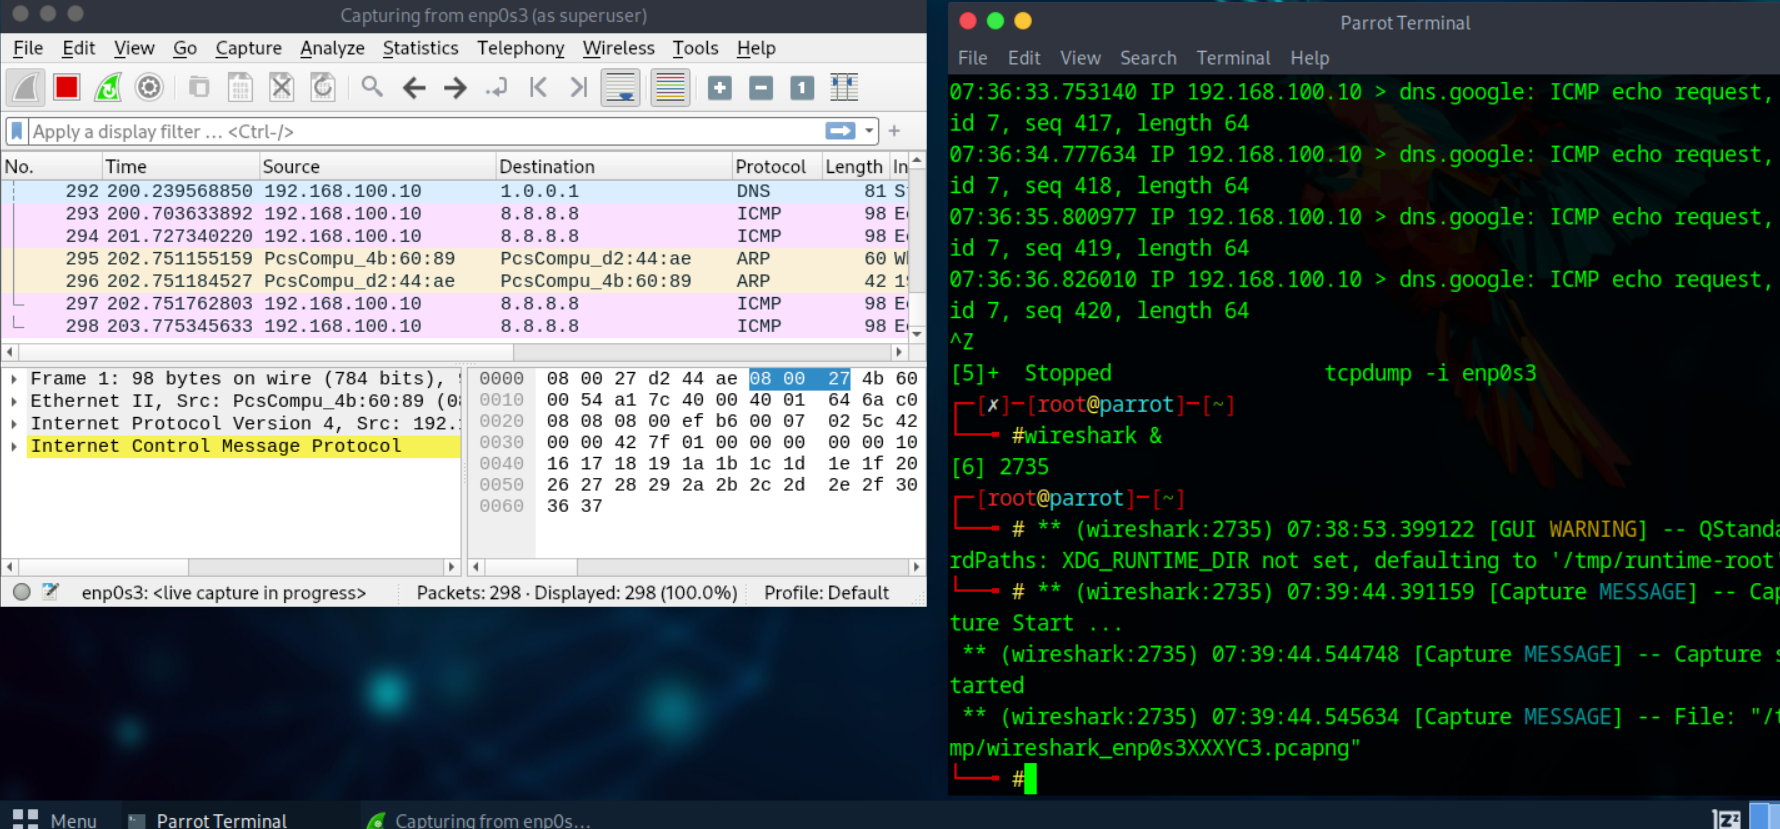 Capturing from enp0s3 (as superuser)
File Edit View Go Capture Analyze Statistics Telephony Wireless Tools Help
Apply a display filter … <Ctrl-/>
No. Time Source Destination Protocol Length In
292 200.239568850 192.168.100.10 1.0.0.1 DNS 81 S
293 200.703633892 192.168.100.10 8.8.8.8 ICMP 98 E
294 201.727340220 192.168.100.10 8.8.8.8 ICMP 98 E
295 202.751155159 PcsCompu_4b:60:89 PcsCompu_d2:44:ae ARP 60 W
296 202.751184527 PcsCompu_d2:44:ae PcsCompu_4b:60:89 ARP 42 19
297 202.751762803 192.168.100.10 8.8.8.8 ICMP 98 E
298 203.775345633 192.168.100.10 8.8.8.8 ICMP 98 E
Frame 1: 98 bytes on wire (784 bits),
Ethernet II, Src: PcsCompu_4b:60:89 (08
Internet Protocol Version 4, Src: 192.
Internet Control Message Protocol
0000 08 00 27 d2 44 ae 08 00 27 4b 60
0010 00 54 a1 7c 40 00 40 01 64 6a c0
0020 08 08 08 00 ef b6 00 07 02 5c 42
0030 00 00 42 7f 01 00 00 00 00 00 10
0040 16 17 18 19 1a 1b 1c 1d 1e 1f 20
0050 26 27 28 29 2a 2b 2c 2d 2e 2f 30
0060 36 37
enp0s3: <live capture in progress> Packets: 298 · Displayed: 298 (100.0%) Profile: Default
Parrot Terminal
File Edit View Search Terminal Help
07:36:33.753140 IP 192.168.100.10 > dns.google: ICMP echo request,
id 7, seq 417, length 64
07:36:34.777634 IP 192.168.100.10 > dns.google: ICMP echo request,
id 7, seq 418, length 64
07:36:35.800977 IP 192.168.100.10 > dns.google: ICMP echo request,
id 7, seq 419, length 64
07:36:36.826010 IP 192.168.100.10 > dns.google: ICMP echo request,
id 7, seq 420, length 64
^Z
[5]+ Stopped tcpdump -i enp0s3
[✗]-[root@parrot]-[~]
#wireshark &
[6] 2735
[root@parrot]-[~]
# ** (wireshark:2735) 07:38:53.399122 [GUI WARNING] -- QStanda
rdPaths: XDG_RUNTIME_DIR not set, defaulting to '/tmp/runtime-root'
# ** (wireshark:2735) 07:39:44.391159 [Capture MESSAGE] -- Cap
ture Start ...
** (wireshark:2735) 07:39:44.544748 [Capture MESSAGE] -- Capture s
tarted
** (wireshark:2735) 07:39:44.545634 [Capture MESSAGE] -- File: "/t
mp/wireshark_enp0s3XXXYC3.pcapng"
#
Menu Parrot Terminal Capturing from enp0s…